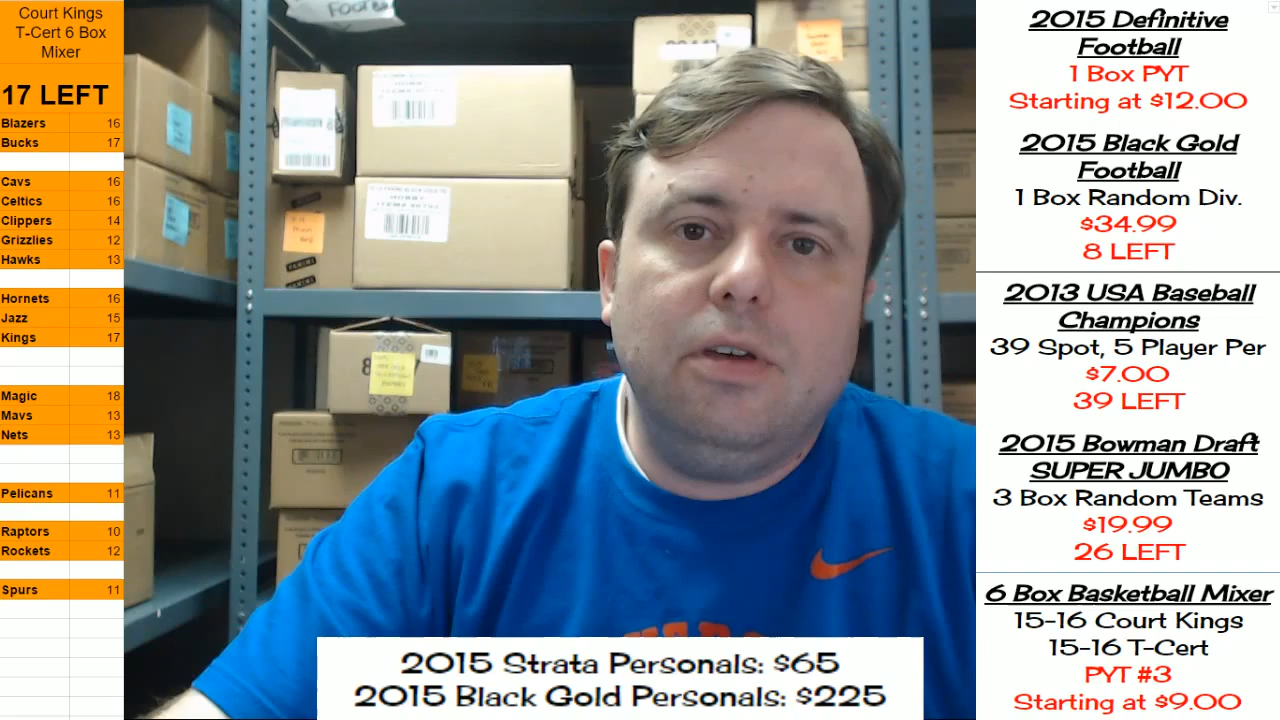 Court Kings
T-Cert 6 Box
Mixer
17 LEFT
Blazers 16
Bucks 17
Cavs 16
Celtics 16
Clippers 14
Grizzlies 12
Hawks 13
Hornets 16
Jazz 15
Kings 17
Magic 18
Mavs 13
Nets 13
Pelicans 11
Raptors 10
Rockets 12
Spurs 11
HOBBY
PANINI
PANINI
2015 Strata Personals: $65
2015 Black Gold Personals: $225
2015 Definitive
Football
1 Box PYT
Starting at $12.00
2015 Black Gold
Football
1 Box Random Div.
$34.99
8 LEFT
2013 USA Baseball
Champions
39 Spot, 5 Player Per
$7.00
39 LEFT
2015 Bowman Draft
SUPER JUMBO
3 Box Random Teams
$19.99
26 LEFT
6 Box Basketball Mixer
15-16 Court Kings
15-16 T-Cert
PYT #3
Starting at $9.00